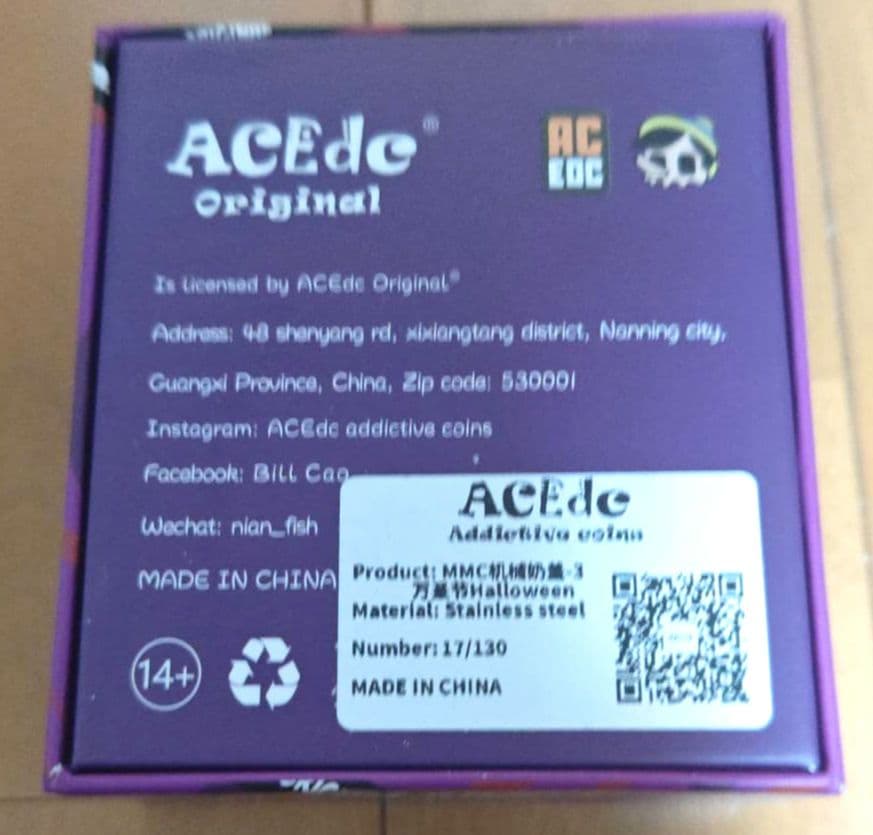 ACEdc®
Original
AC
EDC
Is licensed by ACEdc Original®
Address: 48 shenyang rd, xixiangtang district, Nanning city,
Guangxi Province, China, Zip code: 530001
Instagram: ACEdc addictive coins
Facebook: Bill Cao
Wechat: nian_fish
MADE IN CHINA
14+
ACEdc
Addictive coins
Product: MMC机械奶盖-3
万圣节Halloween
Material: Stainless steel
Number: 17/130
MADE IN CHINA